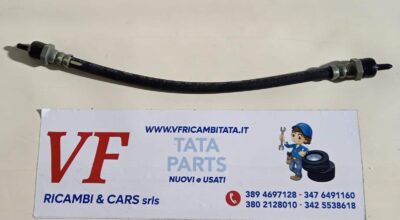 WWW.VFRICAMBITATA.IT
VF
TATA
PARTS
NUOVI e USATI
RICAMBI & CARS srls
389 4697128 - 347 6491160
380 2128010 - 342 5538618